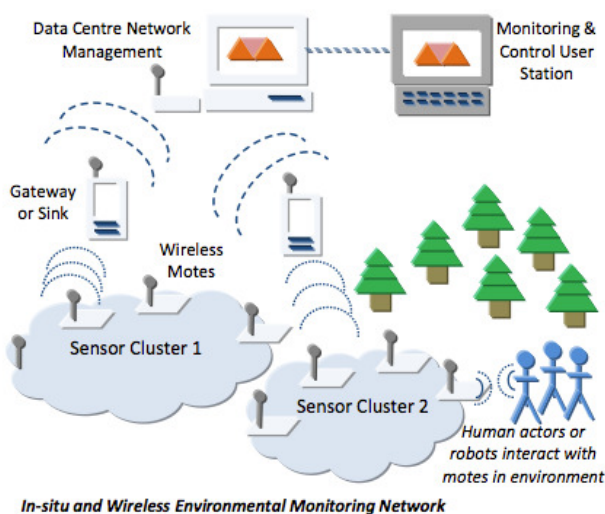 Data Centre Network
Management
Monitoring &
Control User
Station
Gateway
or Sink
Wireless
Motes
Sensor Cluster 1
Sensor Cluster 2
Human actors or
robots interact with
motes in environment
In-situ and Wireless Environmental Monitoring Network